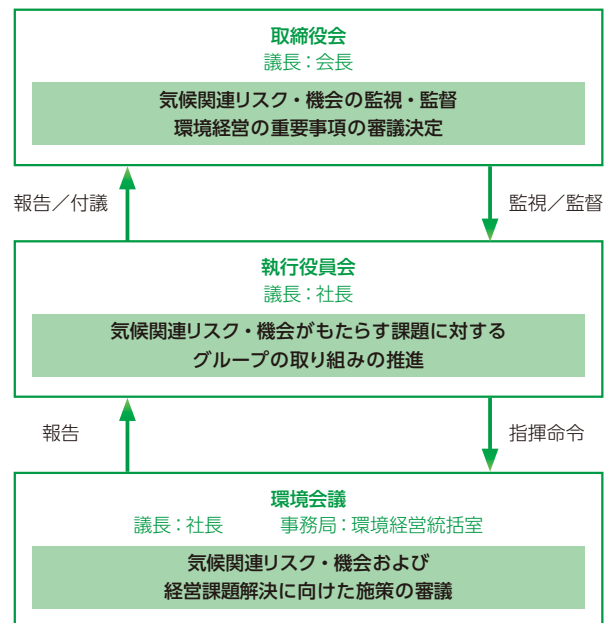 取締役会
議長：会長
気候関連リスク・機会の監視・監督
環境経営の重要事項の審議決定
報告／付議
監視／監督
執行役員会
議長：社長
気候関連リスク・機会がもたらす課題に対する
グループの取り組みの推進
報告
指揮命令
環境会議
議長：社長　事務局：環境経営統括室
気候関連リスク・機会および
経営課題解決に向けた施策の審議